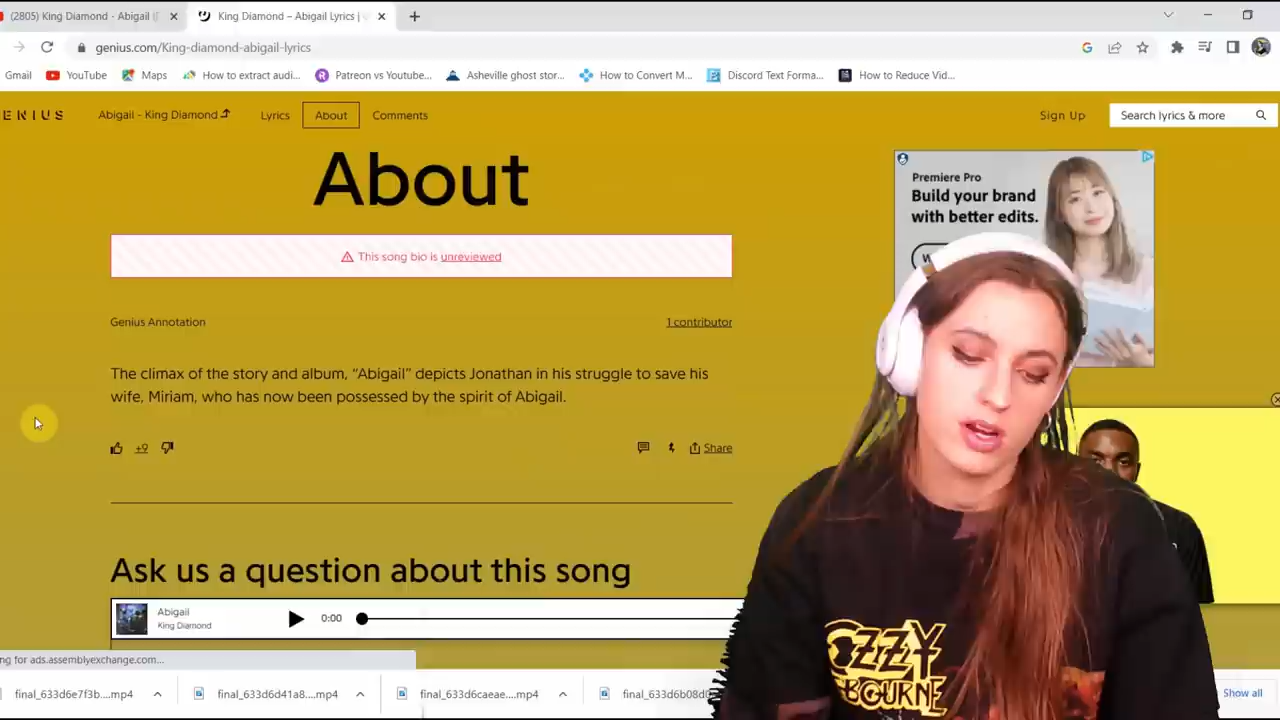 (2805) King Diamond - Abigail
King Diamond – Abigail Lyrics |
genius.com/King-diamond-abigail-lyrics
Gmail
YouTube
Maps
How to extract audi...
Patreon vs Youtube...
Asheville ghost stor...
How to Convert M...
Discord Text Forma...
How to Reduce Vid...
ENIUS
Abigail - King Diamond
Lyrics
About
Comments
Sign Up
Search lyrics & more
About
Premiere Pro
Build your brand
with better edits.
This song bio is unreviewed
Genius Annotation
1 contributor
The climax of the story and album, “Abigail” depicts Jonathan in his struggle to save his
wife, Miriam, who has now been possessed by the spirit of Abigail.
+9
Share
Ask us a question about this song
Abigail
King Diamond
0:00
OZZY
OSBOURNE
ng for ads.assemblyexchange.com...
final_633d6e7f3b....mp4
final_633d6d41a8....mp4
final_633d6caeae....mp4
Show all